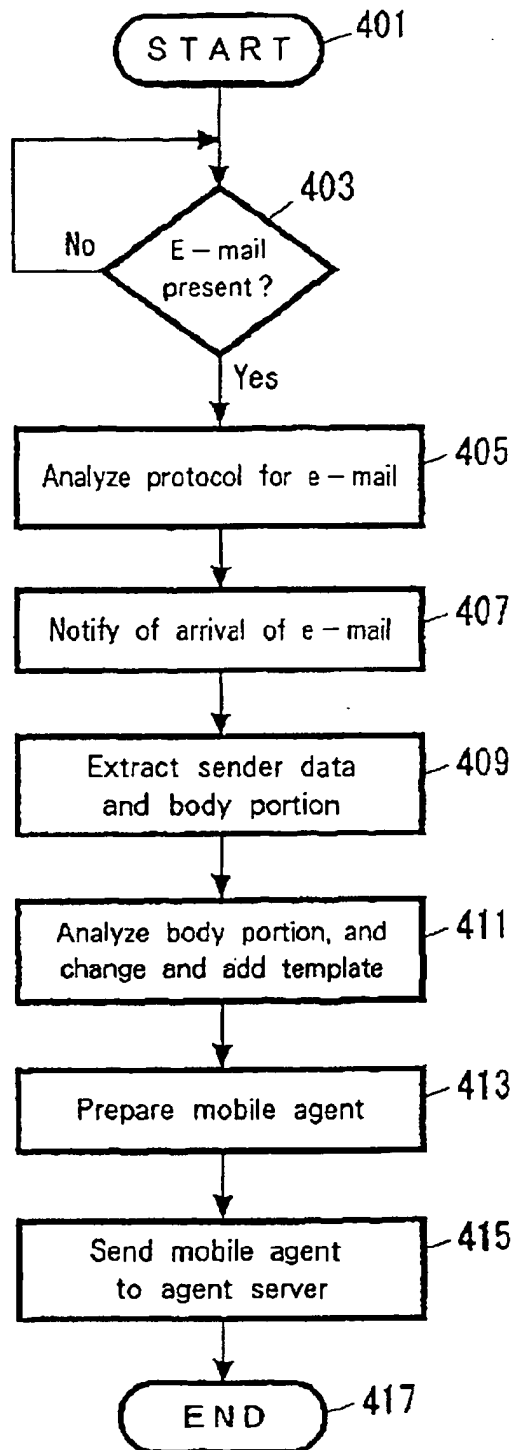 START
401
403
E-mail
present?
No
Yes
Analyze protocol for e-mail
405
Notify of arrival of e-mail
407
Extract sender data
and body portion
409
Analyze body portion, and
change and add template
411
Prepare mobile agent
413
Send mobile agent
to agent server
415
END
417